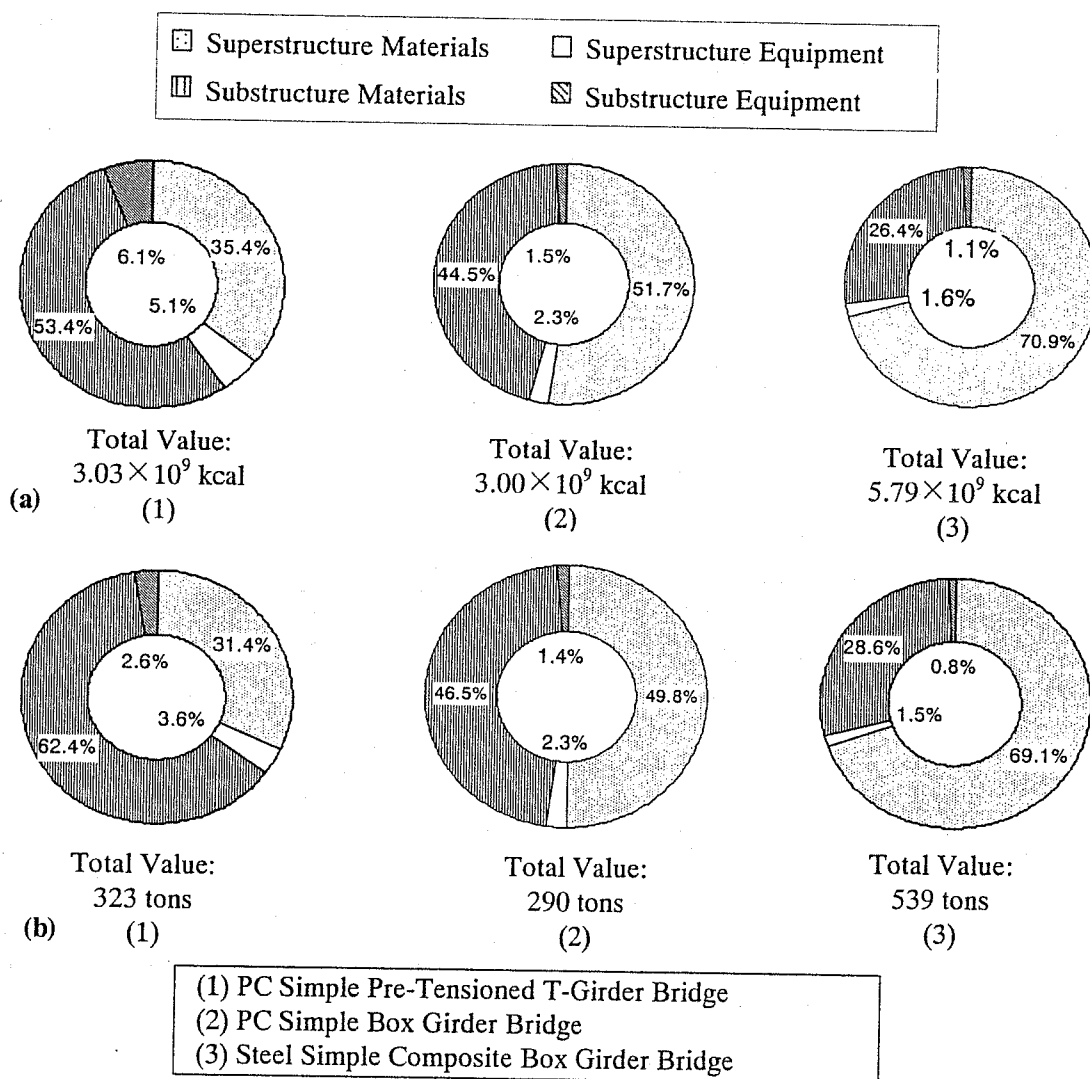 Superstructure Materials
Superstructure Equipment
Substructure Materials
Substructure Equipment
6.1%
35.4%
5.1%
53.4%
Total Value:
3.03×10⁹ kcal
(1)
1.5%
44.5%
51.7%
2.3%
Total Value:
3.00×10⁹ kcal
(2)
26.4%
1.1%
1.6%
70.9%
Total Value:
5.79×10⁹ kcal
(3)
(a)
31.4%
2.6%
3.6%
62.4%
Total Value:
323 tons
(1)
1.4%
46.5%
49.8%
2.3%
Total Value:
290 tons
(2)
28.6%
0.8%
1.5%
69.1%
Total Value:
539 tons
(3)
(b)
(1) PC Simple Pre-Tensioned T-Girder Bridge
(2) PC Simple Box Girder Bridge
(3) Steel Simple Composite Box Girder Bridge